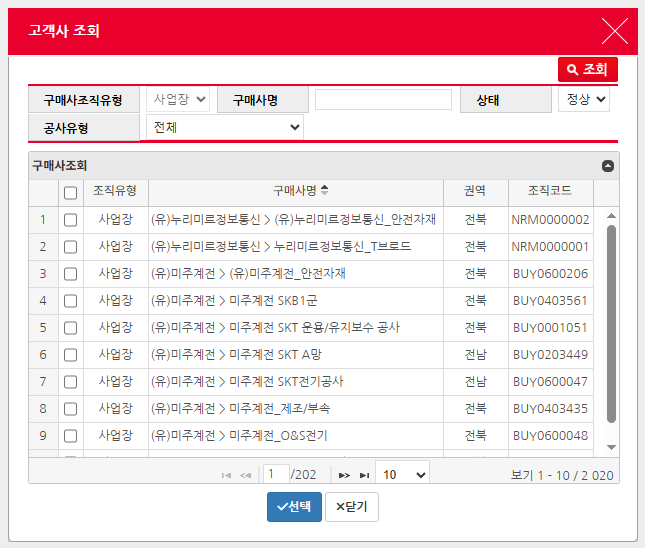 고객사 조회
조회
구매사조직유형 사업장 구매사명 상태 정상
공사유형 전체
구매사조회
조직유형 구매사명 권역 조직코드
1 사업장 (유)누리미르정보통신 > (유)누리미르정보통신_안전자재 전북 NRM0000002
2 사업장 (유)누리미르정보통신 > 누리미르정보통신_T브로드 전북 NRM0000001
3 사업장 (유)미주계전 > (유)미주계전_안전자재 전북 BUY0600206
4 사업장 (유)미주계전 > 미주계전 SKB1군 전북 BUY0403561
5 사업장 (유)미주계전 > 미주계전 SKT 운용/유지보수 공사 전북 BUY0001051
6 사업장 (유)미주계전 > 미주계전 SKT A망 전남 BUY0203449
7 사업장 (유)미주계전 > 미주계전 SKT전기공사 전남 BUY0600047
8 사업장 (유)미주계전 > 미주계전_제조/부속 전북 BUY0403435
9 사업장 (유)미주계전 > 미주계전_O&S전기 전북 BUY0600048
1 /202 10 보기 1 - 10 / 2 020
선택 닫기